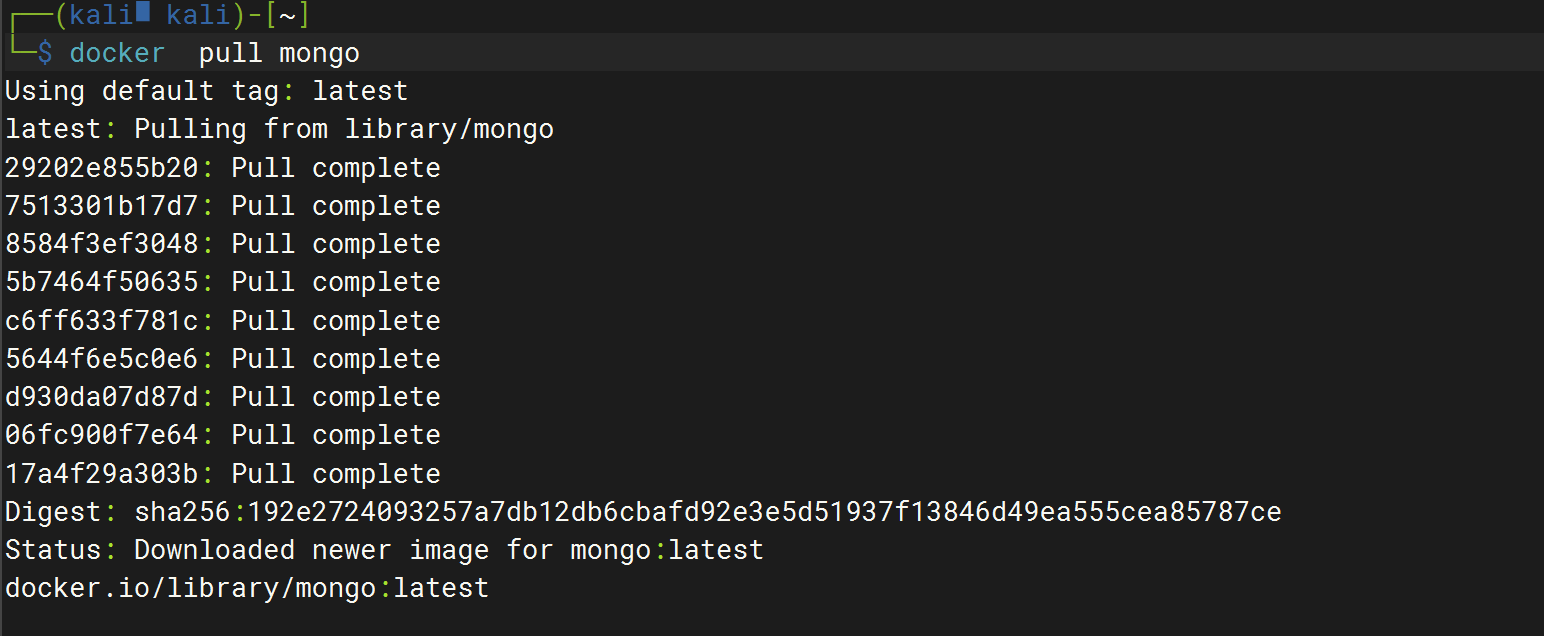 ┌──(kali▪ kali)-[~]
└─$ docker  pull mongo
Using default tag: latest
latest: Pulling from library/mongo
29202e855b20: Pull complete
7513301b17d7: Pull complete
8584f3ef3048: Pull complete
5b7464f50635: Pull complete
c6ff633f781c: Pull complete
5644f6e5c0e6: Pull complete
d930da07d87d: Pull complete
06fc900f7e64: Pull complete
17a4f29a303b: Pull complete
Digest: sha256:192e2724093257a7db12db6cbafd92e3e5d51937f13846d49ea555cea85787ce
Status: Downloaded newer image for mongo:latest
docker.io/library/mongo:latest